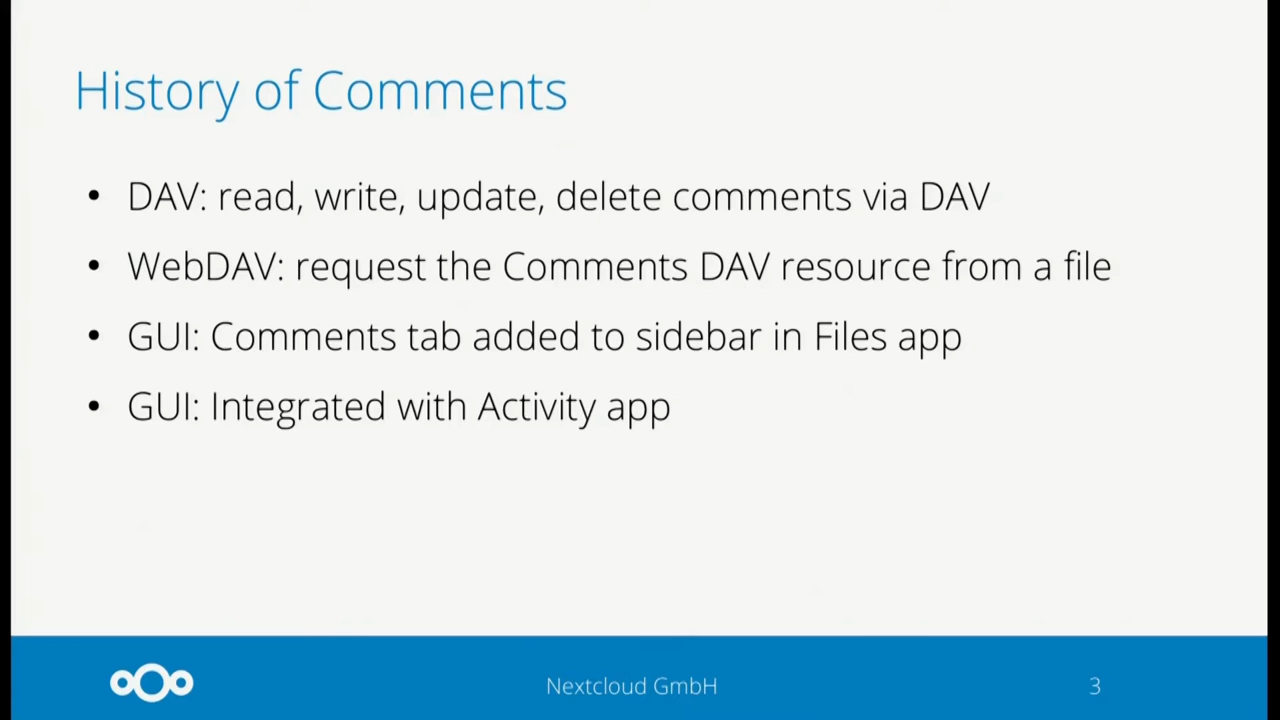 History of Comments
• DAV: read, write, update, delete comments via DAV
• WebDAV: request the Comments DAV resource from a file
• GUI: Comments tab added to sidebar in Files app
• GUI: Integrated with Activity app
Nextcloud GmbH
3